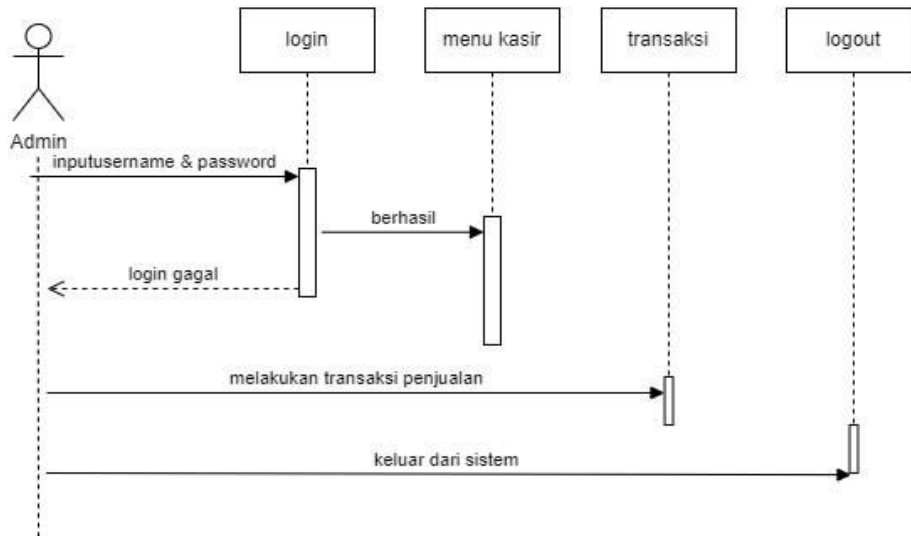 login
menu kasir
transaksi
logout
Admin
inputusername & password
berhasil
login gagal
melakukan transaksi penjualan
keluar dari sistem